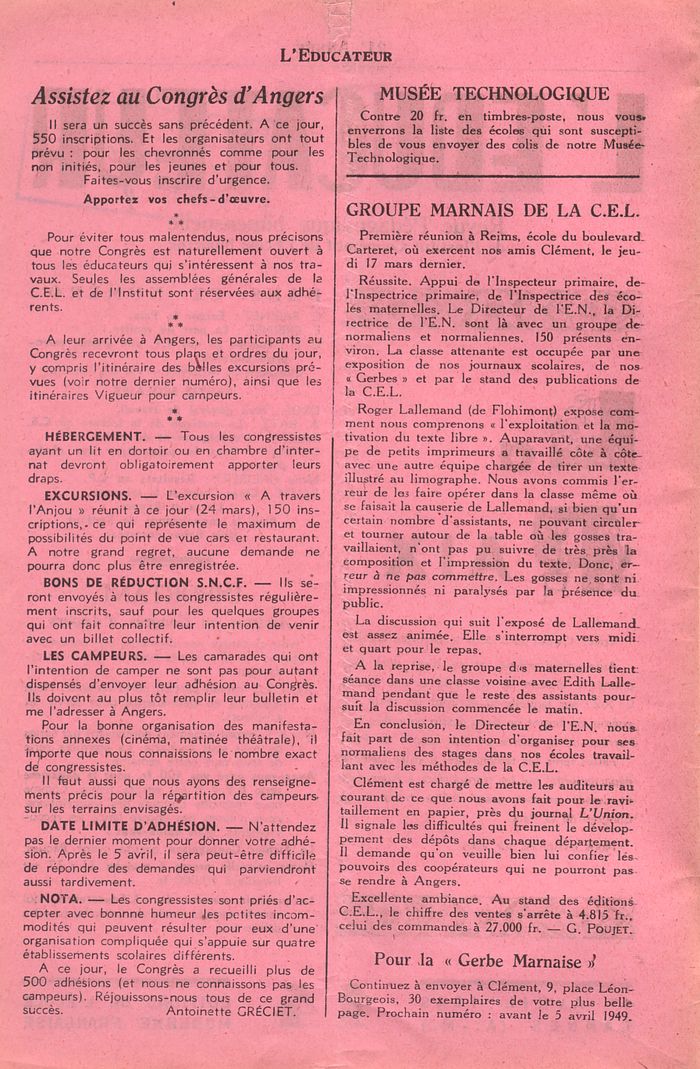 L'EDUCATEUR
Assistez au Congrès d'Angers
Il sera un succès sans précédent. A ce jour,
550 inscriptions. Et les organisateurs ont tout
prévu : pour les chevronnés comme pour les
non initiés, pour les jeunes et pour tous.
Faites-vous inscrire d'urgence.
Apportez vos chefs-d'œuvre.
*
* *
Pour éviter tous malentendus, nous précisons
que notre Congrès est naturellement ouvert à
tous les éducateurs qui s'intéressent à nos tra-
vaux. Seules les assemblées générales de la
C.E.L. et de l'Institut sont réservées aux adhé-
rents.
*
* *
A leur arrivée à Angers, les participants au
Congrès recevront tous plans et ordres du jour,
y compris l'itinéraire des belles excursions pré-
vues (voir notre dernier numéro), ainsi que les
itinéraires Vigueur pour campeurs.
*
* *
HÉBERGEMENT. — Tous les congressistes
ayant un lit en dortoir ou en chambre d'inter-
nat devront obligatoirement apporter leurs
draps.
EXCURSIONS. — L'excursion « A travers
l'Anjou » réunit à ce jour (24 mars), 150 ins-
criptions, ce qui représente le maximum de
possibilités du point de vue cars et restaurant.
A notre grand regret, aucune demande ne
pourra donc plus être enregistrée.
BONS DE RÉDUCTION S.N.C.F. — Ils se-
ront envoyés à tous les congressistes régulière-
ment inscrits, sauf pour les quelques groupes
qui ont fait connaître leur intention de venir
avec un billet collectif.
LES CAMPEURS. — Les camarades qui ont
l'intention de camper ne sont pas pour autant
dispensés d'envoyer leur adhésion au Congrès.
Ils doivent au plus tôt remplir leur bulletin et
me l'adresser à Angers.
Pour la bonne organisation des manifesta-
tions annexes (cinéma, matinée théâtrale), il
importe que nous connaissions le nombre exact
de congressistes.
Il faut aussi que nous ayons des renseigne-
ments précis pour la répartition des campeurs
sur les terrains envisagés.
DATE LIMITE D'ADHÉSION. — N'attendez
pas le dernier moment pour donner votre adhé-
sion. Après le 5 avril, il sera peut-être difficile
de répondre des demandes qui parviendront
aussi tardivement.
NOTA. — Les congressistes sont priés d'ac-
cepter avec bonnne humeur les petites incom-
modités qui peuvent résulter pour eux d'une
organisation compliquée qui s'appuie sur quatre
établissements scolaires différents.
A ce jour, le Congrès a recueilli plus de
500 adhésions (et nous ne connaissons pas les
campeurs). Réjouissons-nous tous de ce grand
succès. Antoinette GRÉCIET.
MUSÉE TECHNOLOGIQUE
Contre 20 fr. en timbres-poste, nous vous
enverrons la liste des écoles qui sont suscepti-
bles de vous envoyer des colis de notre Musée
Technologique.
GROUPE MARNAIS DE LA C.E.L.
Première réunion à Reims, école du boulevard
Carteret, où exercent nos amis Clément, le jeu-
di 17 mars dernier.
Réussite. Appui de l'Inspecteur primaire, de
l'Inspectrice primaire, de l'Inspectrice des éco-
les maternelles. Le Directeur de l'E.N., la Di-
rectrice de l'E.N. sont là avec un groupe de
normaliens et normaliennes. 150 présents en-
viron. La classe attenante est occupée par une
exposition de nos journaux scolaires, de nos
« Gerbes » et par le stand des publications de
la C.E.L.
Roger Lallemand (de Flohimont) expose com-
ment nous comprenons « l'exploitation et la mo-
tivation du texte libre ». Auparavant, une équi-
pe de petits imprimeurs a travaillé côte à côte
avec une autre équipe chargée de tirer un texte
illustré au limographe. Nous avons commis l'er-
reur de les faire opérer dans la classe même où
se faisait la causerie de Lallemand, si bien qu'un
certain nombre d'assistants, ne pouvant circuler
et tourner autour de la table où les gosses tra-
vaillaient, n'ont pas pu suivre de très près la
composition et l'impression du texte. Donc, er-
reur à ne pas commettre. Les gosses ne sont ni
impressionnés ni paralysés par la présence du
public.
La discussion qui suit l'exposé de Lallemand
est assez animée. Elle s'interrompt vers midi
et quart pour le repas.
A la reprise, le groupe des maternelles tient
séance dans une classe voisine avec Edith Lalle-
mand pendant que le reste des assistants pour-
suit la discussion commencée le matin.
En conclusion, le Directeur de l'E.N. nous
fait part de son intention d'organiser pour ses
normaliens des stages dans nos écoles travail-
lant avec les méthodes de la C.E.L.
Clément est chargé de mettre les auditeurs au
courant de ce que nous avons fait pour le ravi-
taillement en papier, près du journal L'Union.
Il signale les difficultés qui freinent le dévelop-
pement des dépôts dans chaque département.
Il demande qu'on veuille bien lui confier les
pouvoirs des coopérateurs qui ne pourront pas
se rendre à Angers.
Excellente ambiance. Au stand des éditions
C.E.L., le chiffre des ventes s'arrête à 4.815 fr.,
celui des commandes à 27.000 fr. — G. POUJET.
Pour la « Gerbe Marnaise »
Continuez à envoyer à Clément, 9, place Léon-
Bourgeois, 30 exemplaires de votre plus belle
page. Prochain numéro : avant le 5 avril 1949.